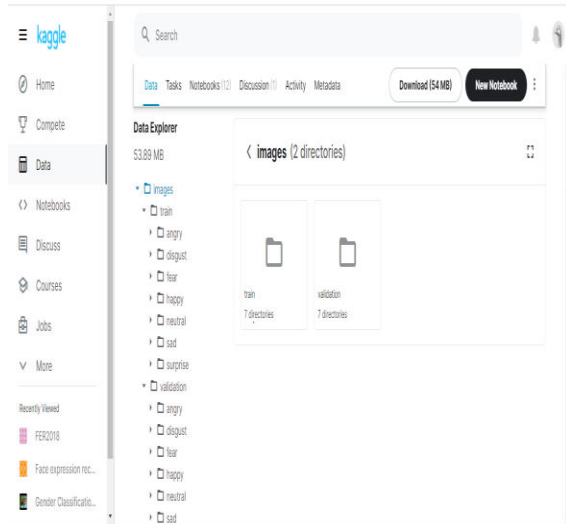 kaggle
Search
Home
Compete
Data
Notebooks
Discuss
Courses
Jobs
More
Recently Viewed
FER2018
Face expression rec...
Gender Classificatio...
Data Tasks Notebooks (12) Discussion (1) Activity Metadata
Download (54 MB)
New Notebook
Data Explorer
53.89 MB
images
train
angry
disgust
fear
happy
neutral
sad
surprise
validation
angry
disgust
fear
happy
neutral
sad
< images (2 directories)
train
7 directories
validation
7 directories